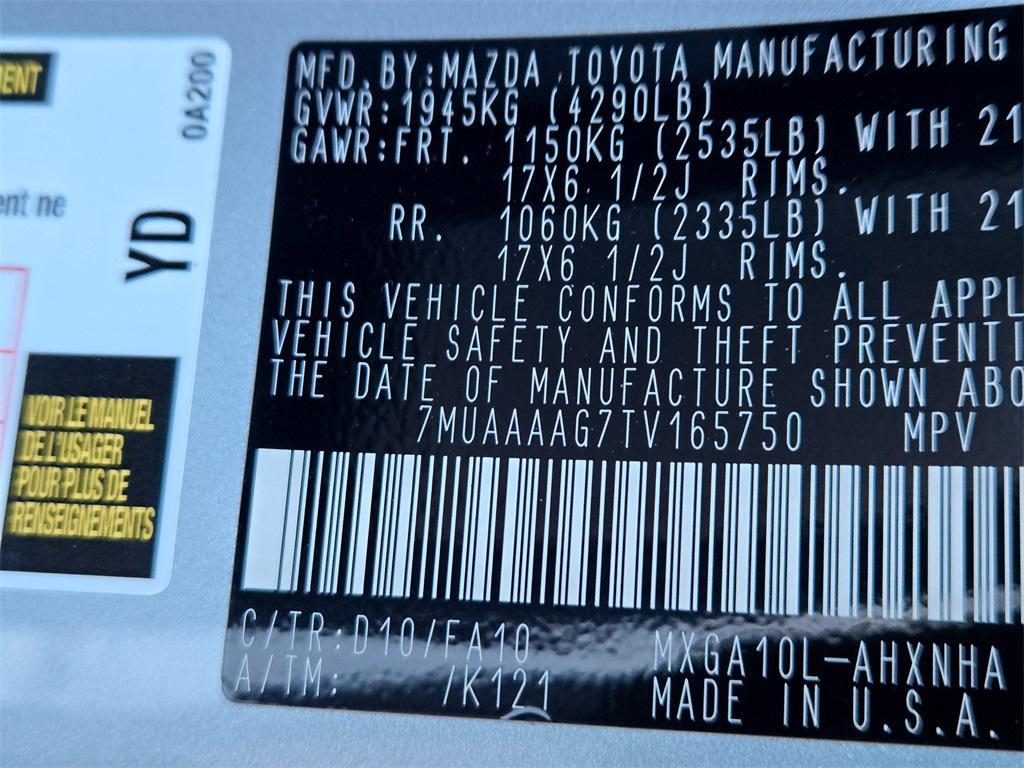 MENT
0A200
ent ne
YD
VOIR LE MANUEL
DE L'USAGER
POUR PLUS DE
RENSEIGNEMENTS
MFD.BY:MAZDA TOYOTA MANUFACTURING
GVWR:1945KG (4290LB)
GAWR:FRT. 1150KG (2535LB) WITH 21
17X6 1/2J RIMS.
RR. 1060KG (2335LB) WITH 21
17X6 1/2J RIMS.
THIS VEHICLE CONFORMS TO ALL APPL
VEHICLE SAFETY AND THEFT PREVENTI
THE DATE OF MANUFACTURE SHOWN ABO
7MUAAAAG7TV165750 MPV
C/TR:D10/FA10 MXGA10L-AHXNHA
A/TM: /K121 MADE IN U.S.A.